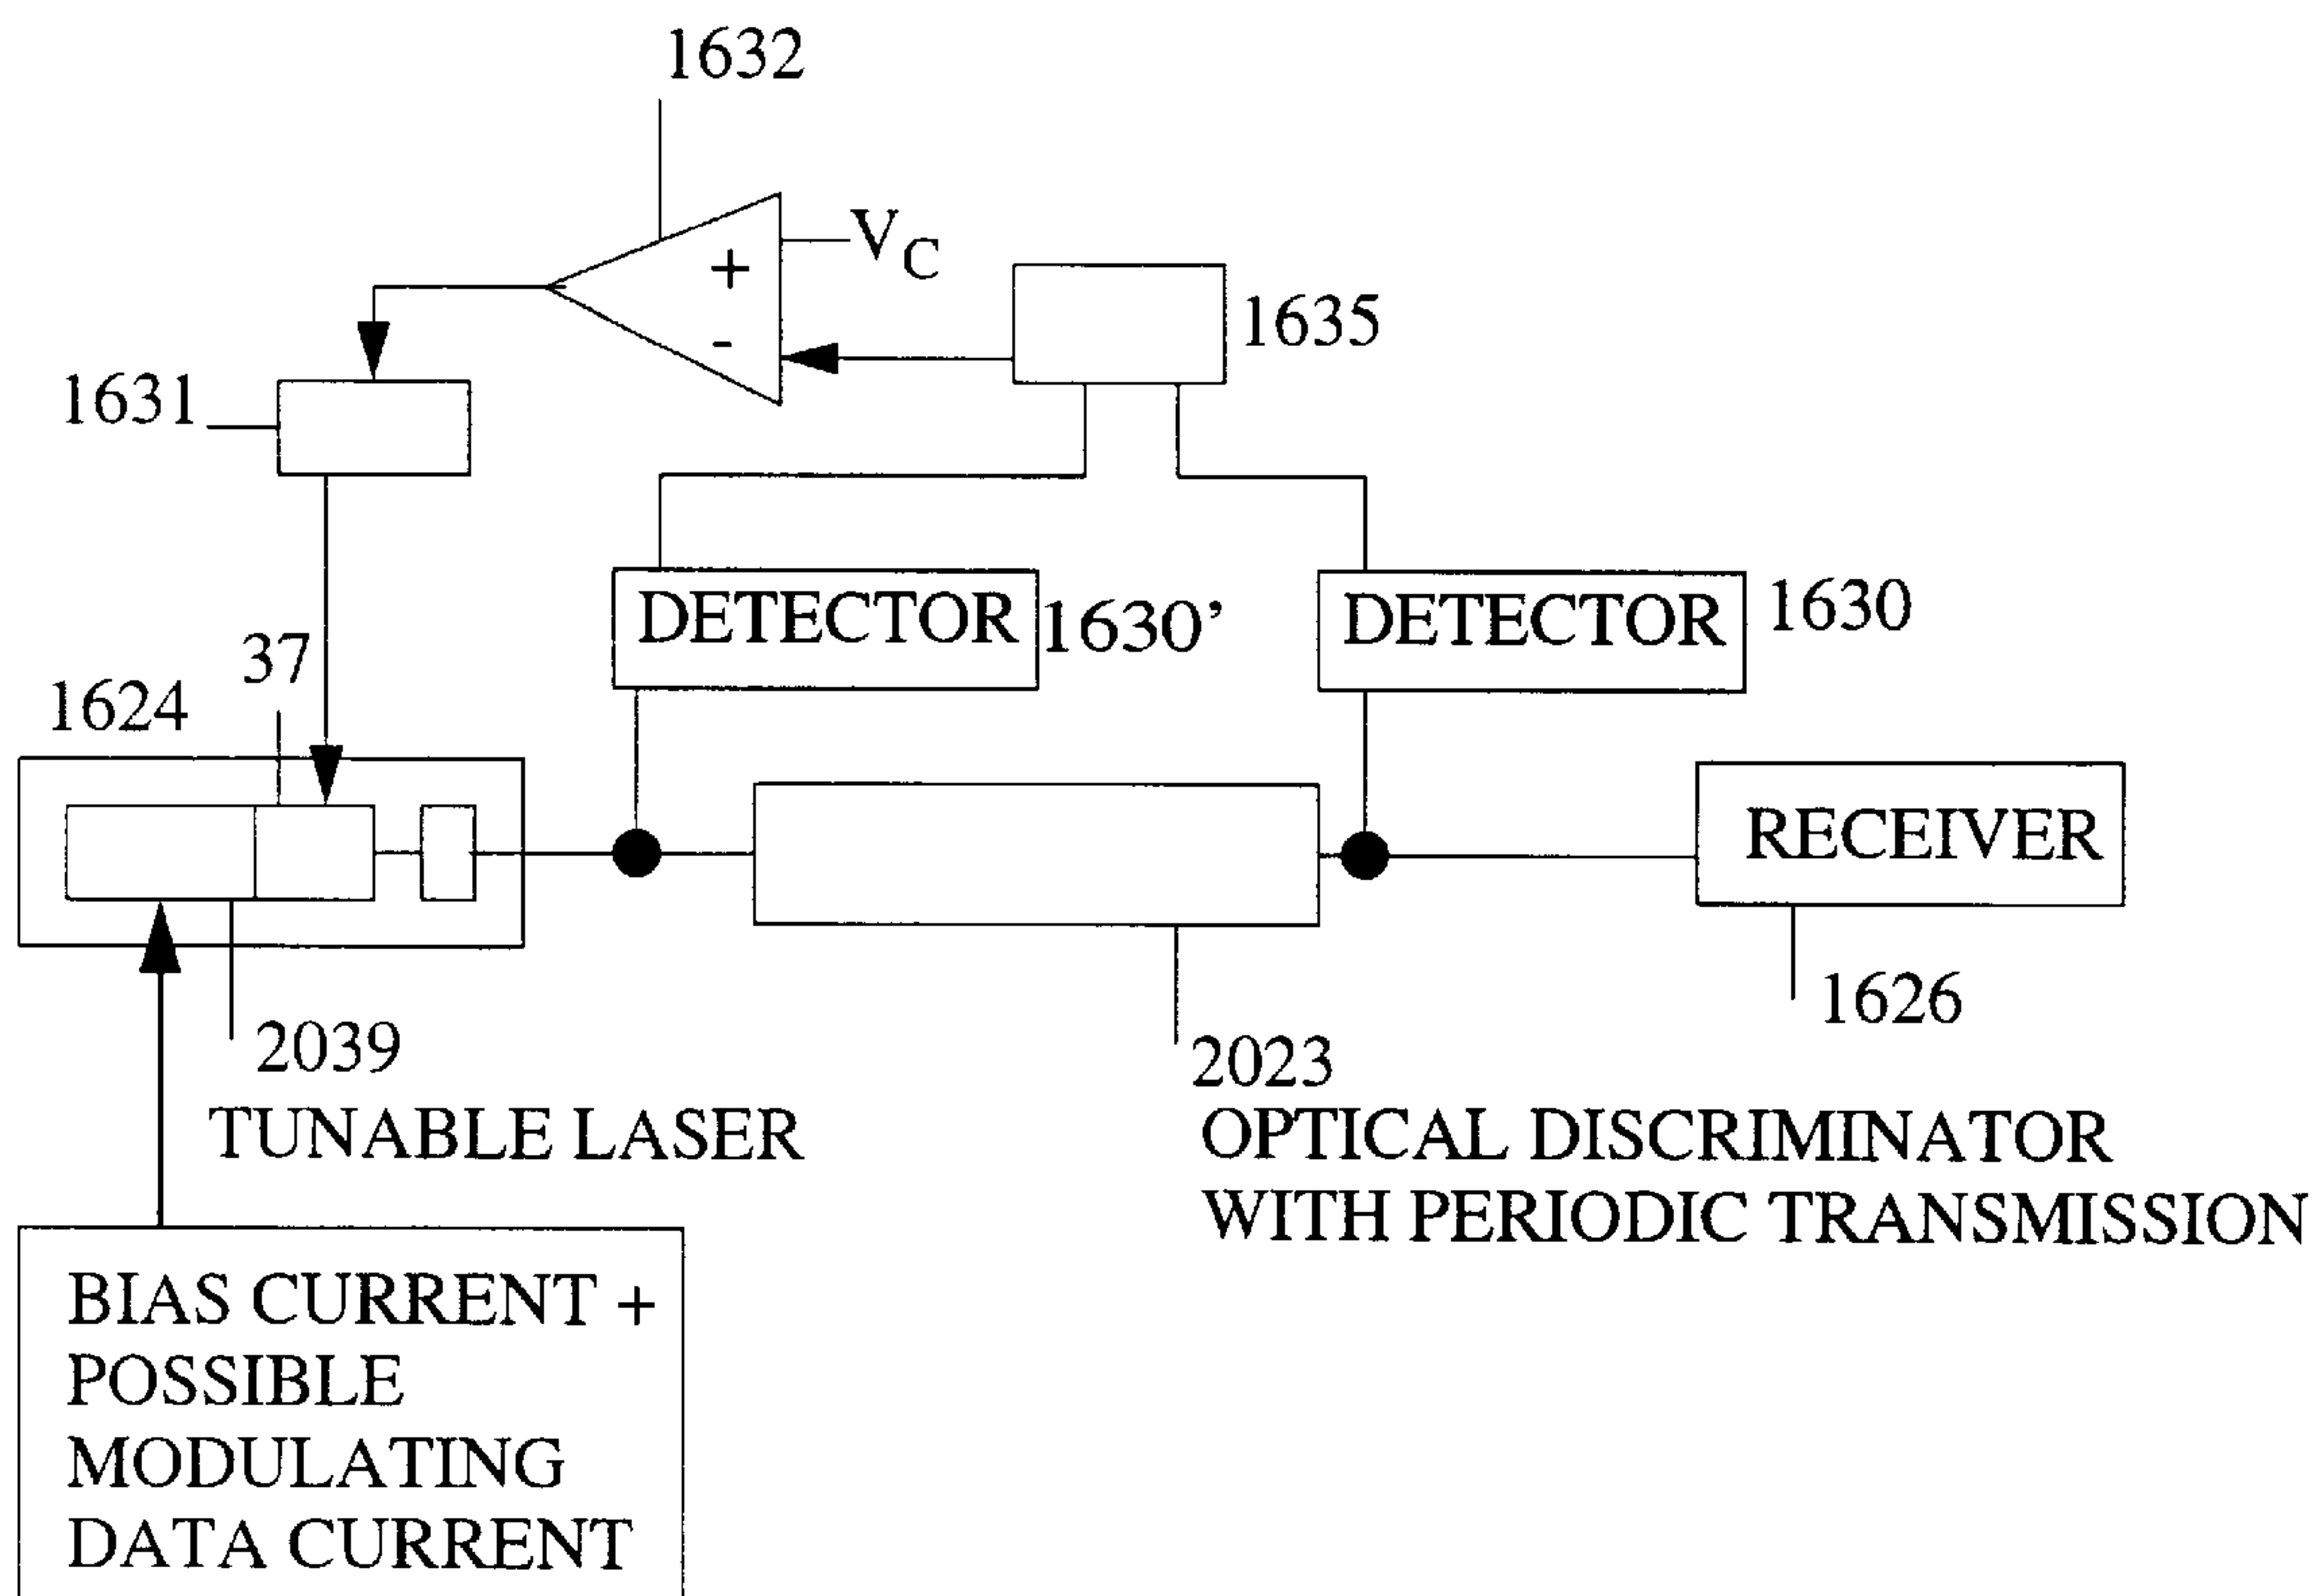 1632
V_C
+
-
1635
1631
DETECTOR
1630’
DETECTOR
1630
37
1624
RECEIVER
1626
2039
TUNABLE LASER
2023
OPTICAL DISCRIMINATOR
WITH PERIODIC TRANSMISSION
BIAS CURRENT +
POSSIBLE
MODULATING
DATA CURRENT